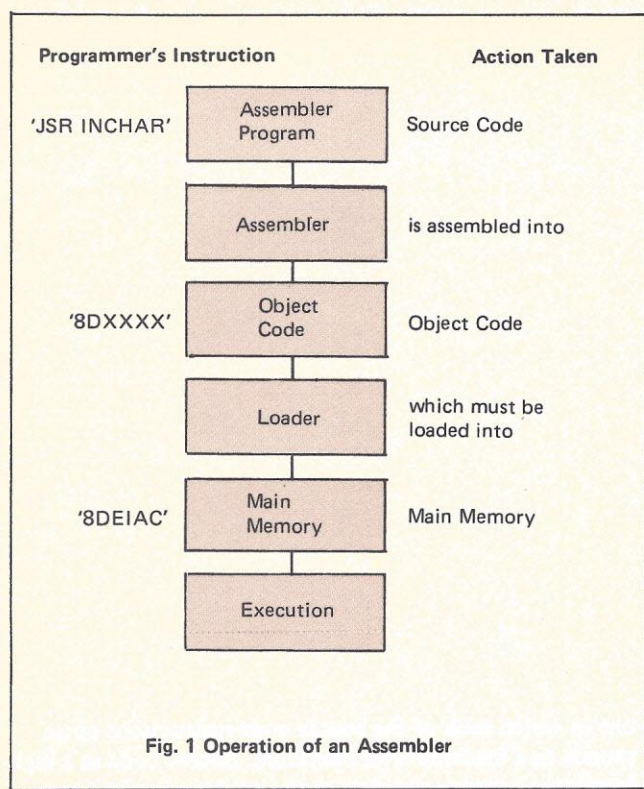 Programmer's Instruction Action Taken
'JSR INCHAR' Assembler Program Source Code
Assembler is assembled into
'8DXXXX' Object Code Object Code
Loader which must be loaded into
'8DEIAC' Main Memory Main Memory
Execution
Fig. 1 Operation of an Assembler